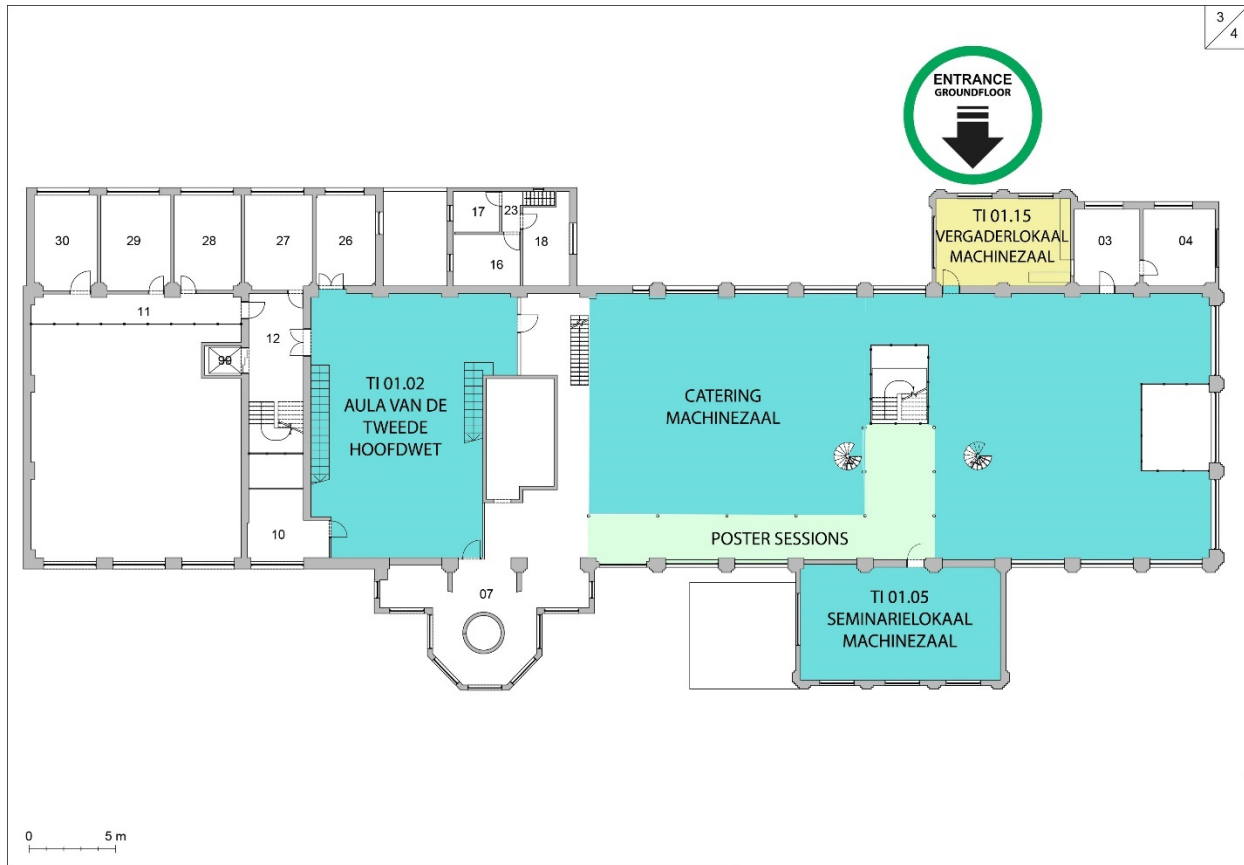 3
4
ENTRANCE
GROUNDFLOOR
17
23
18
16
30
29
28
27
26
TI 01.15
VERGADERLOKAAL
MACHINEZAAL
03
04
11
12
99
TI 01.02
AULA VAN DE
TWEEDE
HOOFDWET
CATERING
MACHINEZAAL
10
POSTER SESSIONS
07
TI 01.05
SEMINARIELOKAAL
MACHINEZAAL
0
5 m